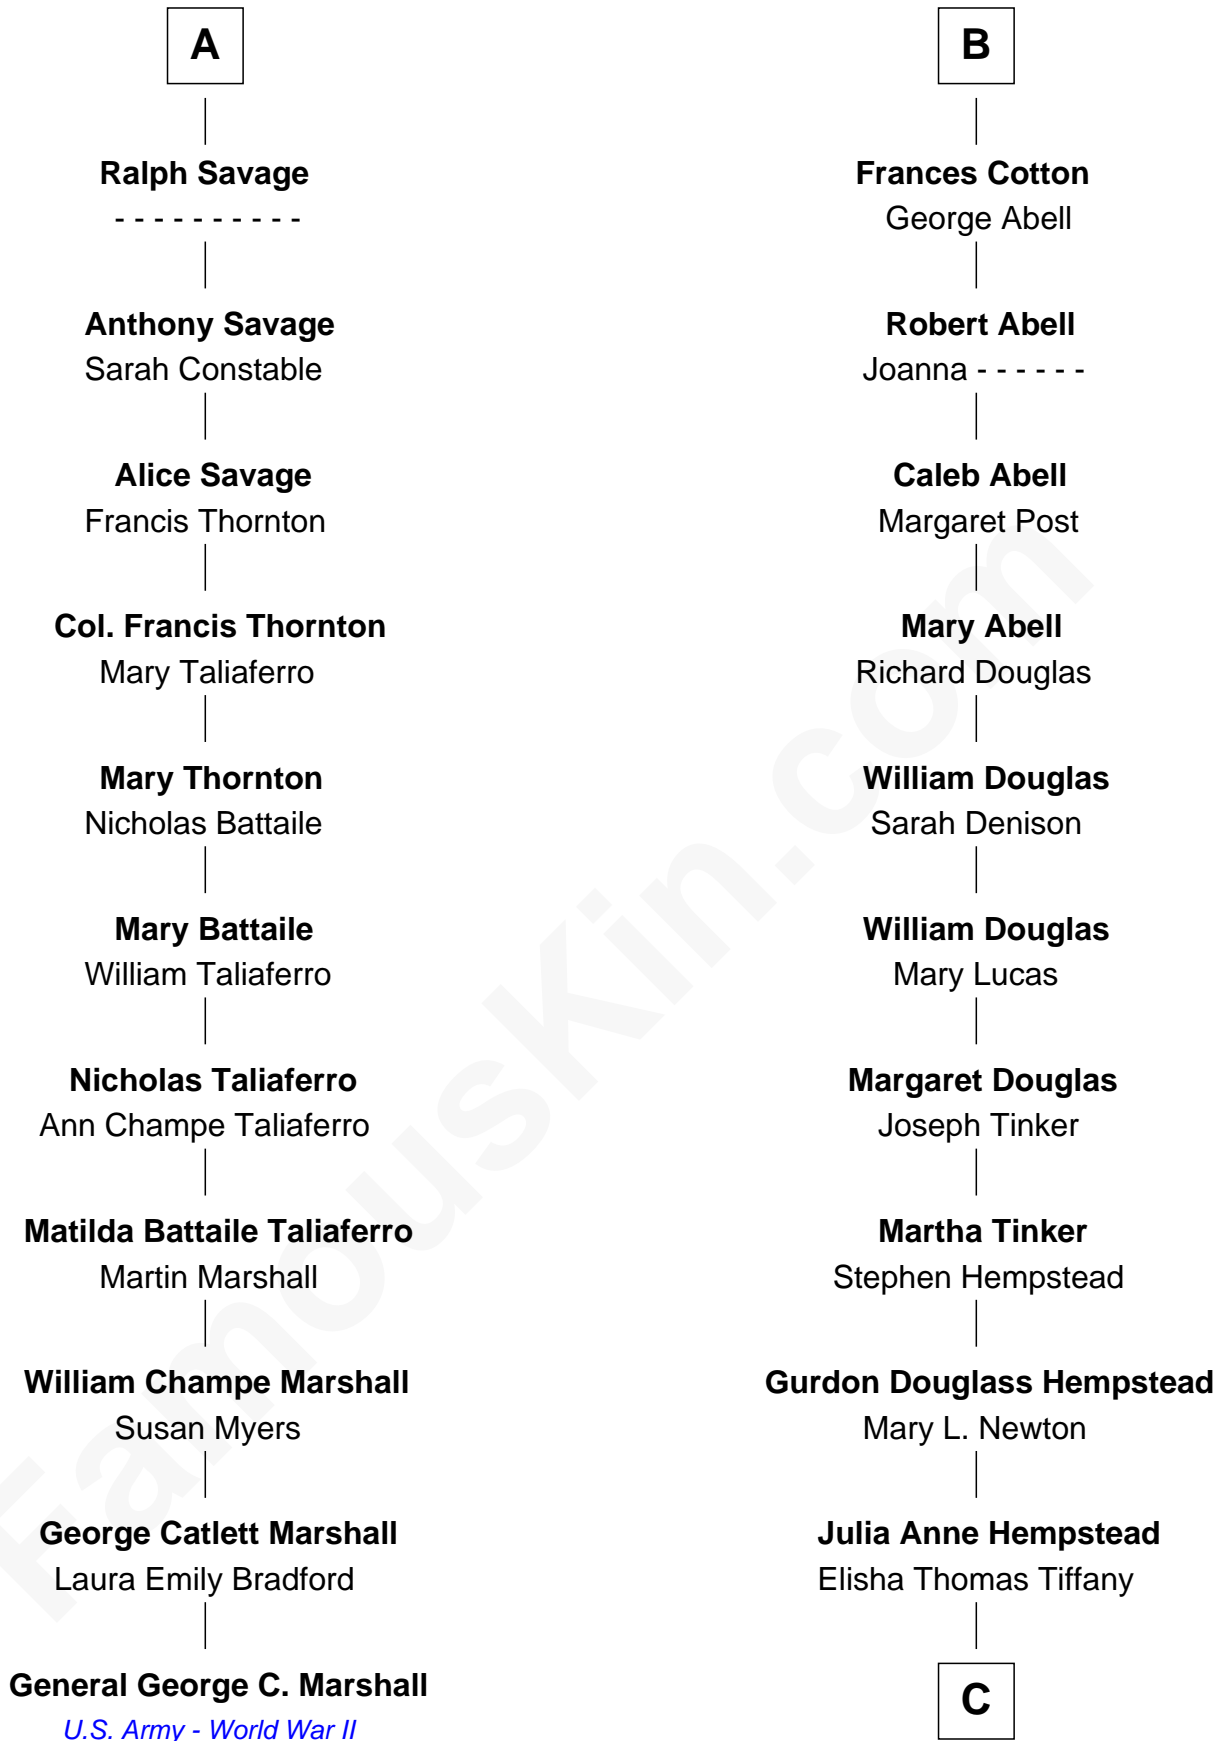 A
Ralph Savage
- - - - - - - - - -
Anthony Savage
Sarah Constable
Alice Savage
Francis Thornton
Col. Francis Thornton
Mary Taliaferro
Mary Thornton
Nicholas Battaile
Mary Battaile
William Taliaferro
Nicholas Taliaferro
Ann Champe Taliaferro
Matilda Battaile Taliaferro
Martin Marshall
William Champe Marshall
Susan Myers
George Catlett Marshall
Laura Emily Bradford
General George C. Marshall
U.S. Army - World War II
B
Frances Cotton
George Abell
Robert Abell
Joanna - - - - - -
Caleb Abell
Margaret Post
Mary Abell
Richard Douglas
William Douglas
Sarah Denison
William Douglas
Mary Lucas
Margaret Douglas
Joseph Tinker
Martha Tinker
Stephen Hempstead
Gurdon Douglass Hempstead
Mary L. Newton
Julia Anne Hempstead
Elisha Thomas Tiffany
C
FamousKin.com